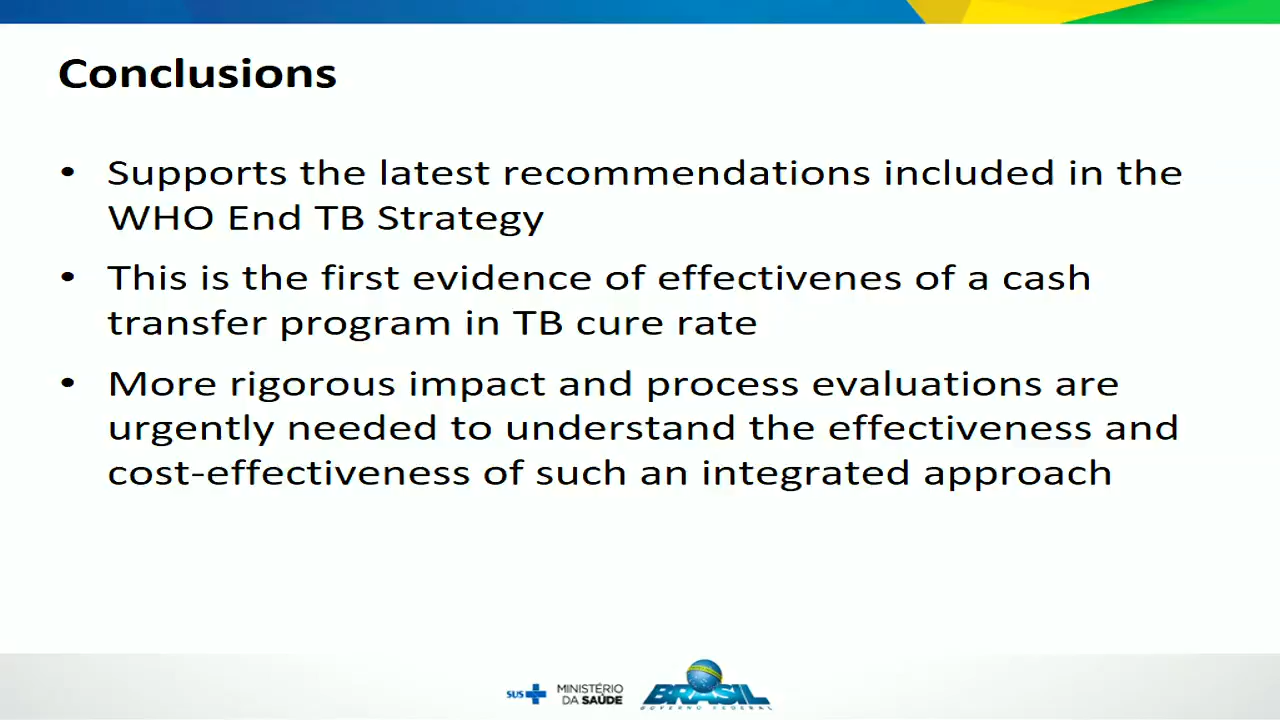 Conclusions
• Supports the latest recommendations included in the
WHO End TB Strategy
• This is the first evidence of effectivenes of a cash
transfer program in TB cure rate
• More rigorous impact and process evaluations are
urgently needed to understand the effectiveness and
cost-effectiveness of such an integrated approach
SUS
MINISTÉRIO
DA SAÚDE
BRASIL
GOVERNO FEDERAL